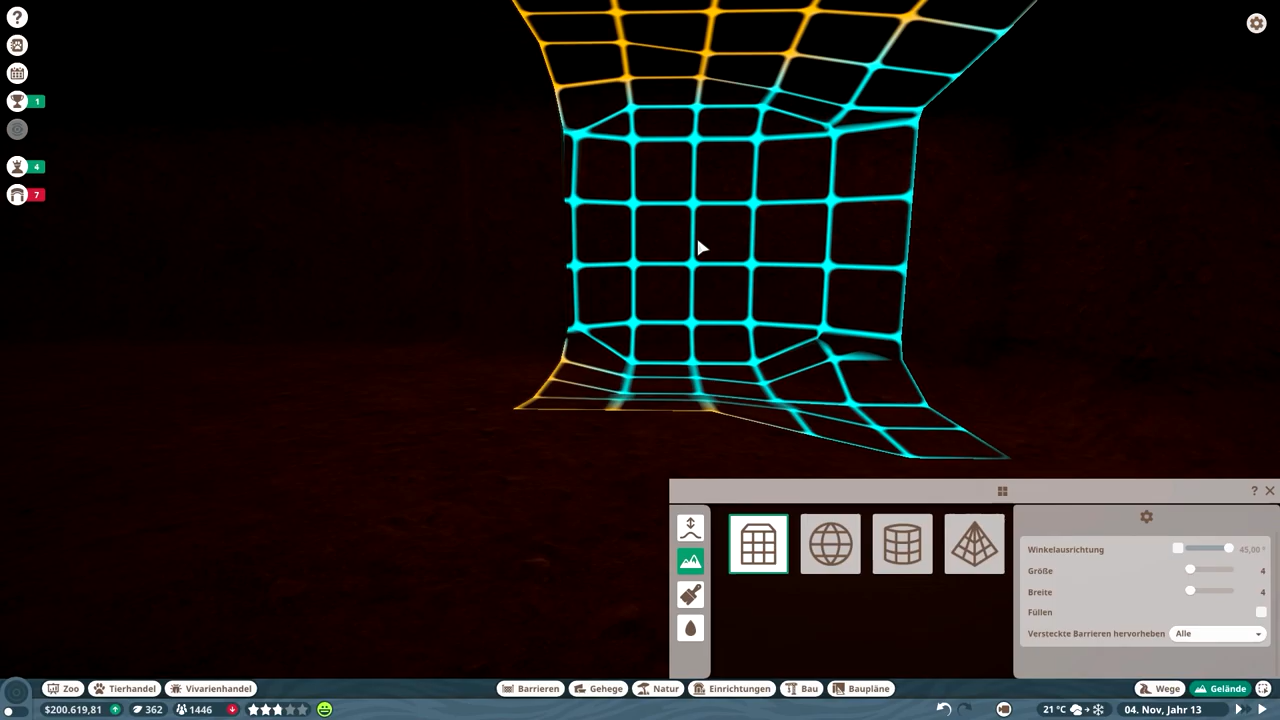 ?
1
4
7
?
Winkelausrichtung 45,00 °
Größe 4
Breite 4
Füllen
Versteckte Barrieren hervorheben Alle
Zoo Tierhandel Vivarienhandel Barrieren Gehege Natur Einrichtungen Bau Baupläne Wege Gelände
$200.619,81 362 1446 21 °C 04. Nov, Jahr 13